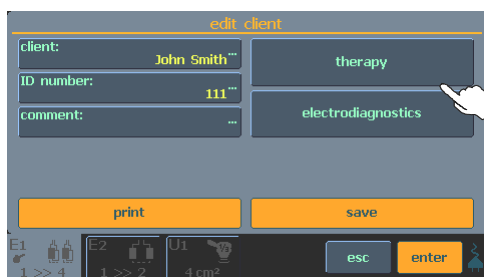 edit client
client:
John Smith...
ID number:
111...
comment:
...
therapy
electrodiagnostics
print
save
E1
1 >> 4
E2
1 >> 2
U1
4 cm²
esc
enter